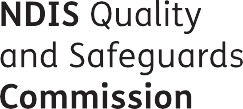 NDIS Quality
and Safeguards
Commission